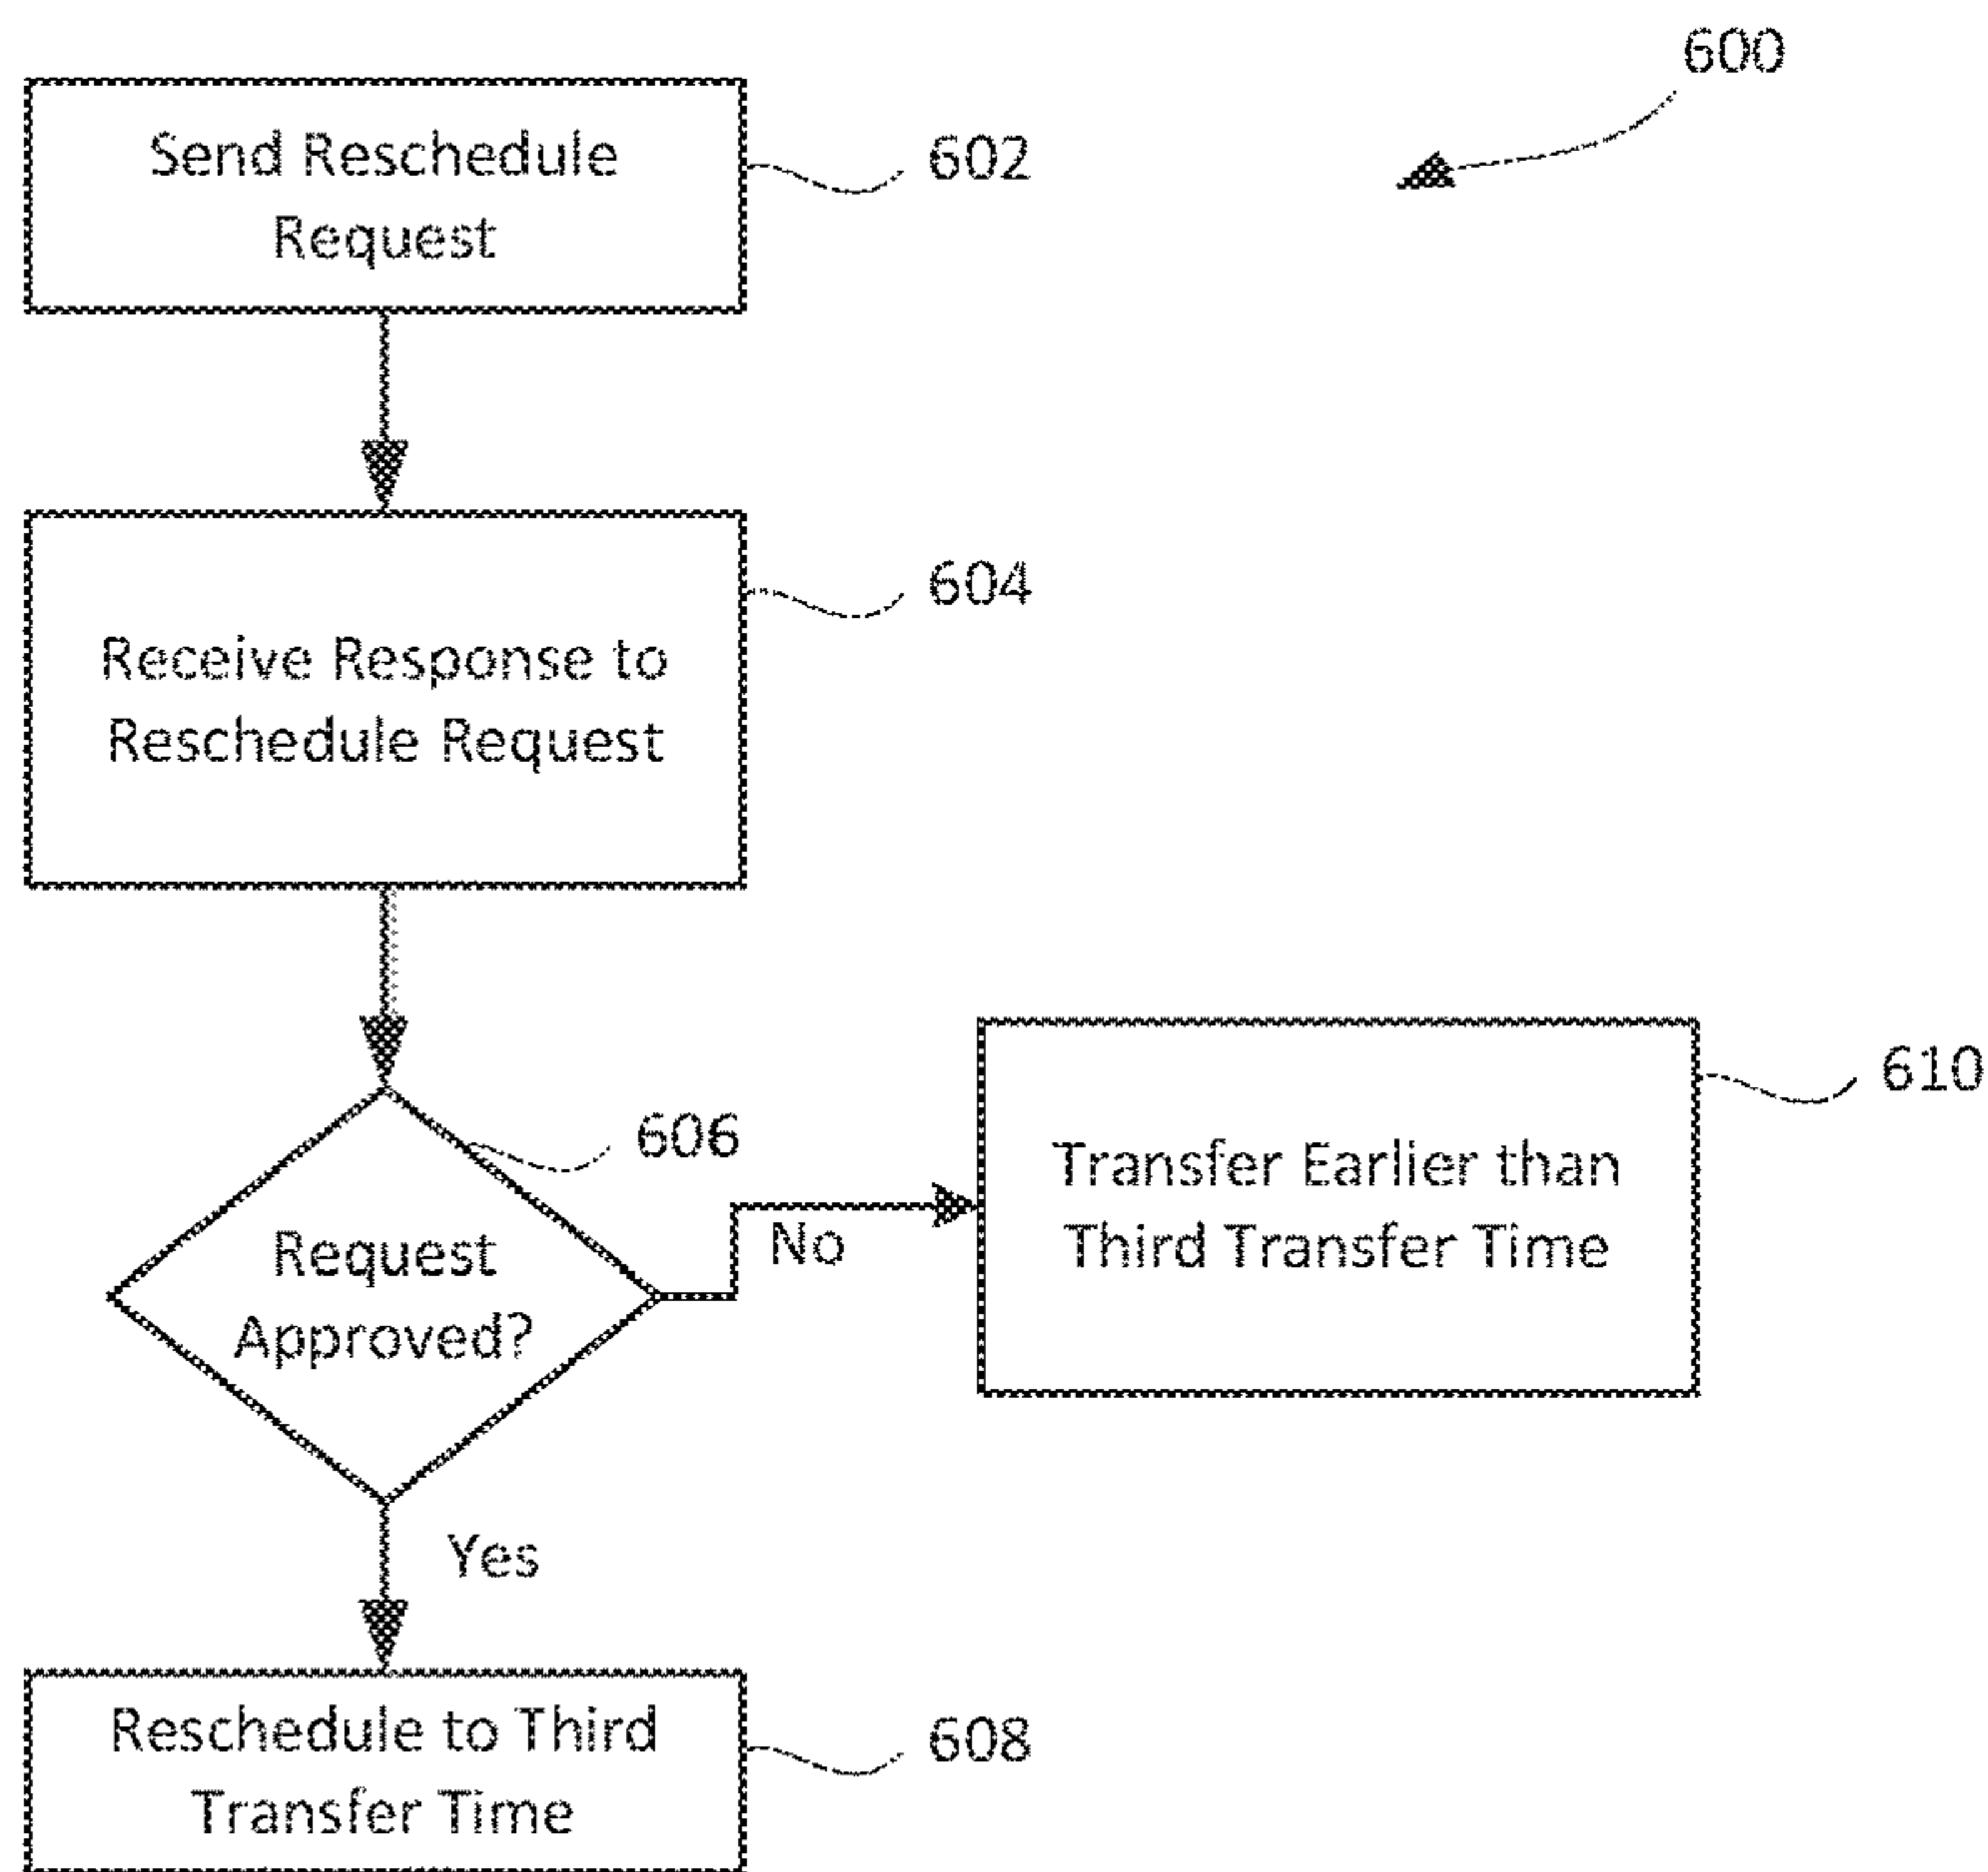 600
Send Reschedule
Request
602
Receive Response to
Reschedule Request
604
606
Request
Approved?
No
Transfer Earlier than
Third Transfer Time
610
Yes
Reschedule to Third
Transfer Time
608